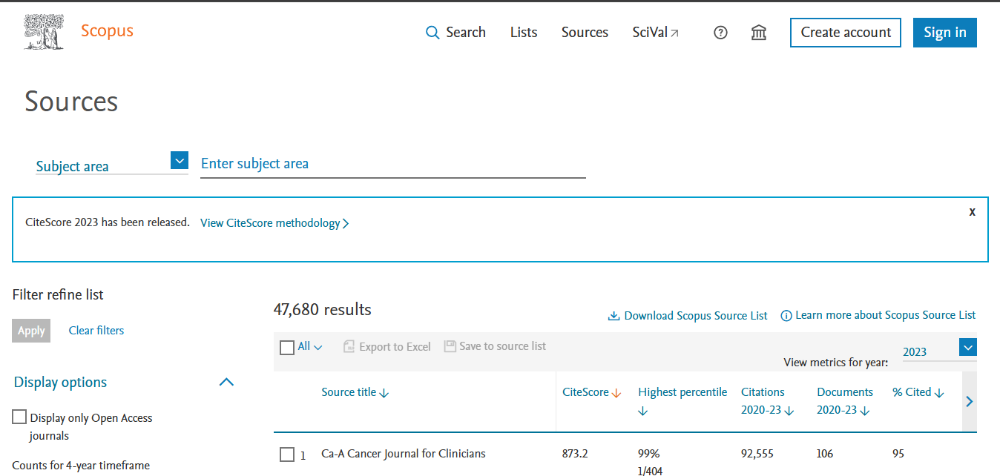 Scopus
Search Lists Sources SciVal Create account Sign in
Sources
Subject area Enter subject area
CiteScore 2023 has been released. View CiteScore methodology
x
Filter refine list
Apply Clear filters
Display options
Display only Open Access
journals
Counts for 4-year timeframe
47,680 results
Download Scopus Source List Learn more about Scopus Source List
All Export to Excel Save to source list
View metrics for year: 2023
Source title CiteScore Highest percentile Citations 2020-23 Documents 2020-23 % Cited
1 Ca-A Cancer Journal for Clinicians 873.2 99% 92,555 106 95
1/404